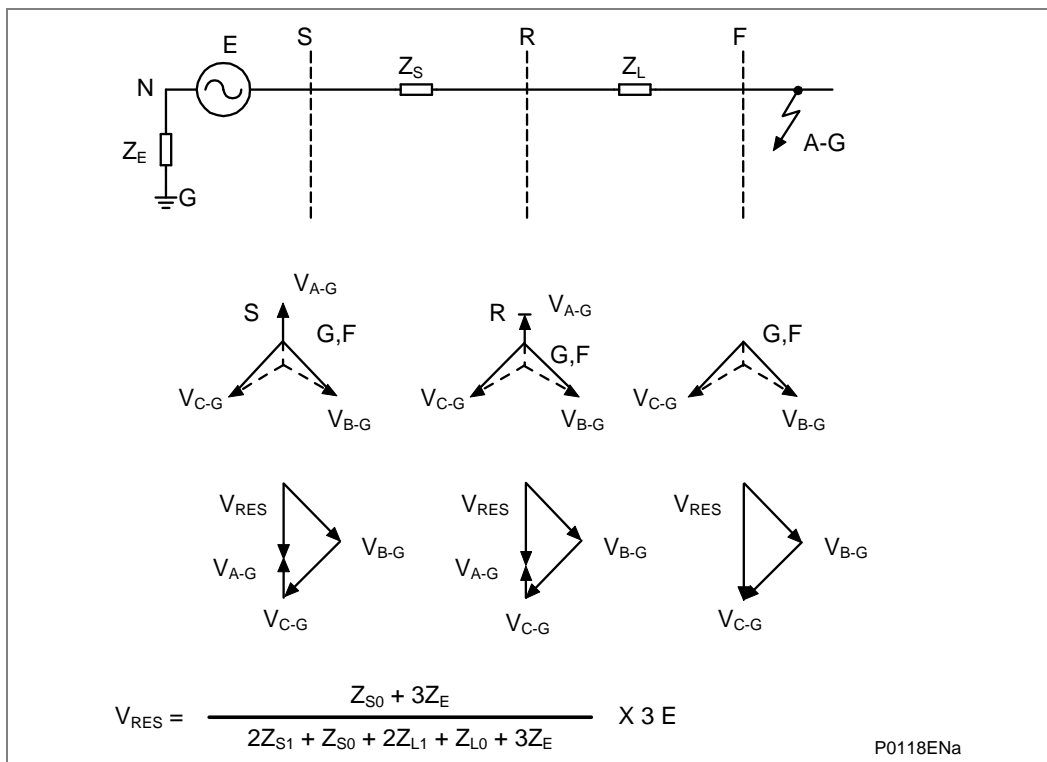 S R F
E
Z_S Z_L
N
Z_E
G
A-G
V_A-G V_A-G
S R
G,F G,F G,F
V_C-G V_B-G V_C-G V_B-G V_C-G V_B-G
V_RES V_RES V_RES
V_B-G V_B-G V_B-G
V_A-G V_A-G
V_C-G V_C-G V_C-G
V_RES = Z_S0 + 3Z_E / 2Z_S1 + Z_S0 + 2Z_L1 + Z_L0 + 3Z_E X 3 E
P0118ENa